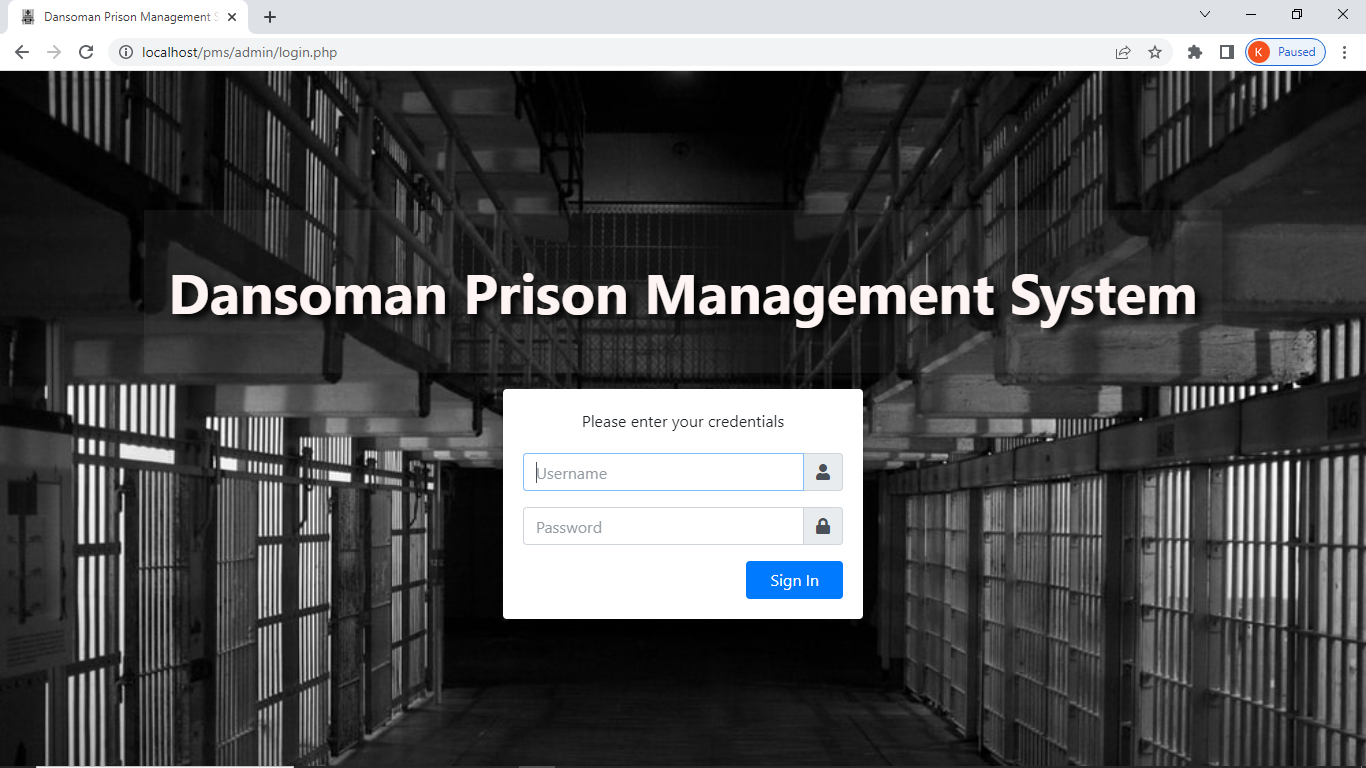 Dansoman Prison Management S
localhost/pms/admin/login.php
K Paused
Dansoman Prison Management System
Please enter your credentials
Username
Password
Sign In
146